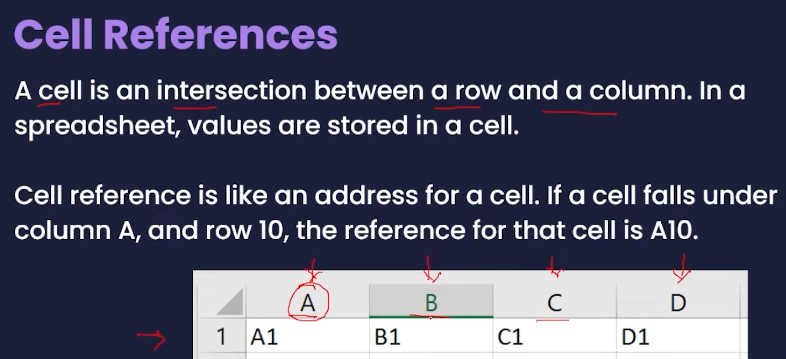 Cell References
A cell is an intersection between a row and a column. In a
spreadsheet, values are stored in a cell.
Cell reference is like an address for a cell. If a cell falls under
column A, and row 10, the reference for that cell is A10.
A B C D
1 A1 B1 C1 D1